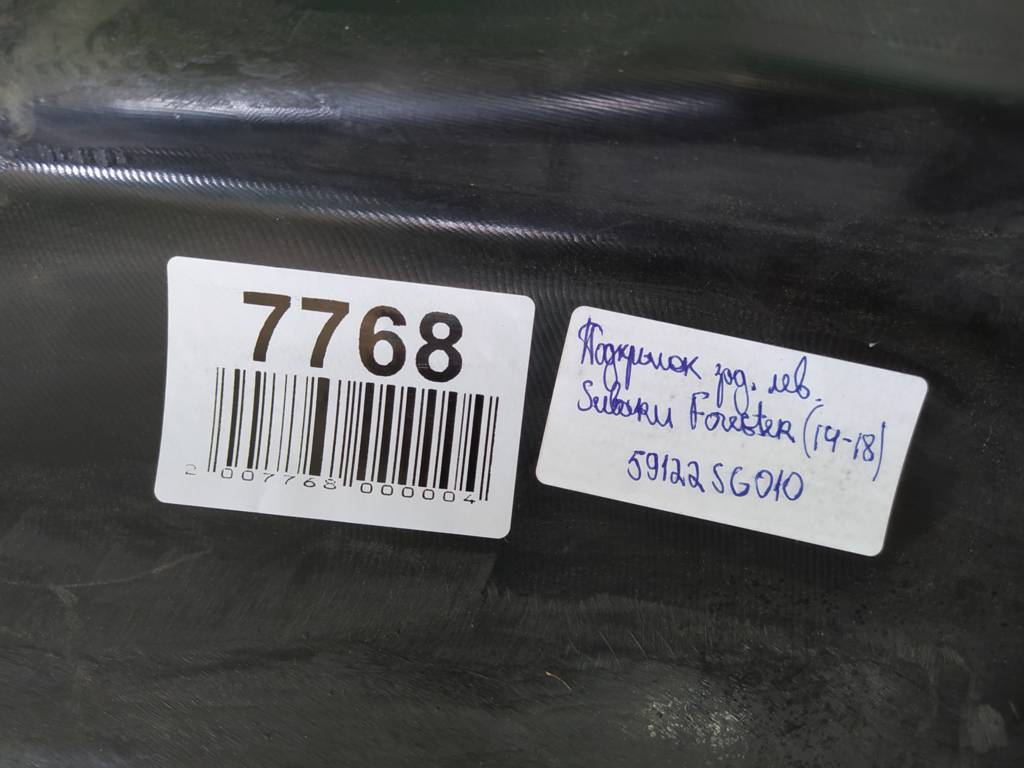 7768
2 007768 000004
Подкрылок зад. лев.
Subaru Forester (14-18)
59122SG010